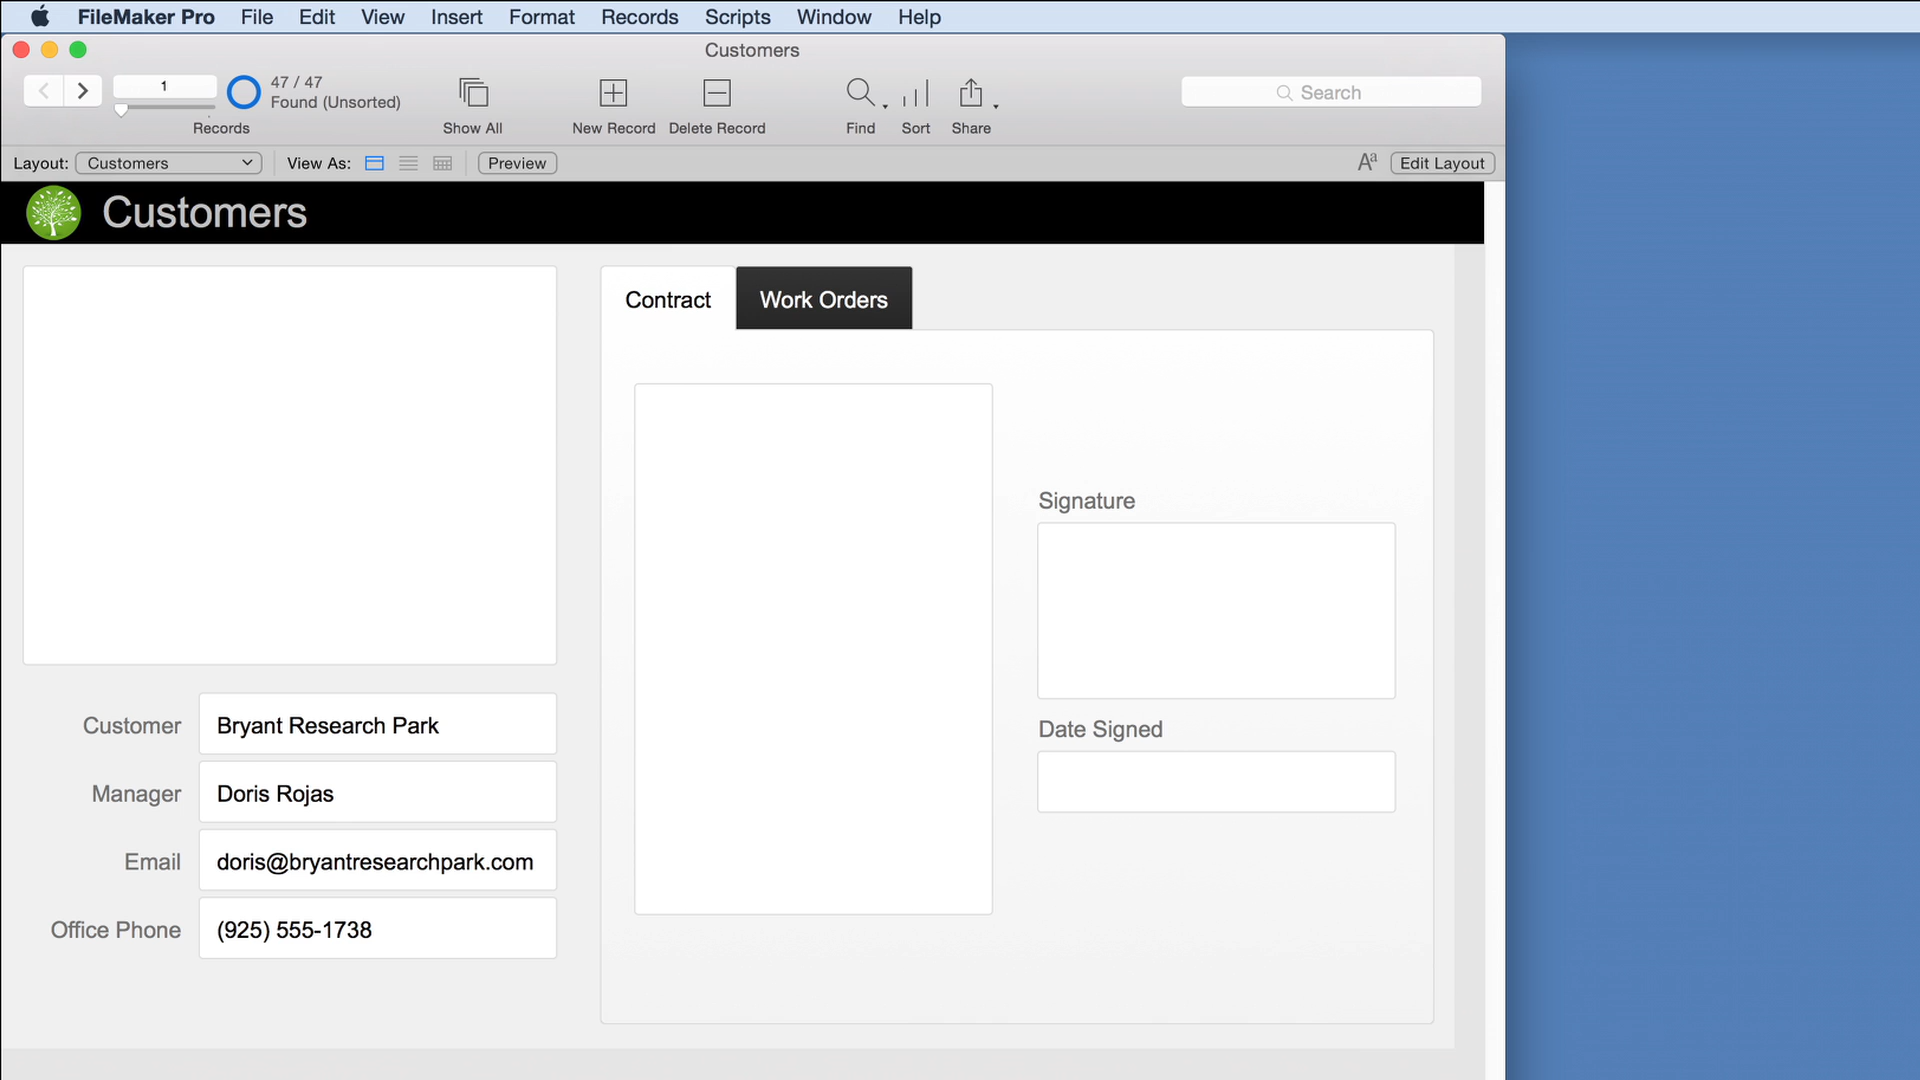 FileMaker Pro File Edit View Insert Format Records Scripts Window Help
Customers
1
47 / 47
Found (Unsorted)
Records
Show All
New Record
Delete Record
Find
Sort
Share
Search
Layout: Customers View As: Preview Aa Edit Layout
Customers
Contract Work Orders
Signature
Date Signed
Customer Bryant Research Park
Manager Doris Rojas
Email doris@bryantresearchpark.com
Office Phone (925) 555-1738